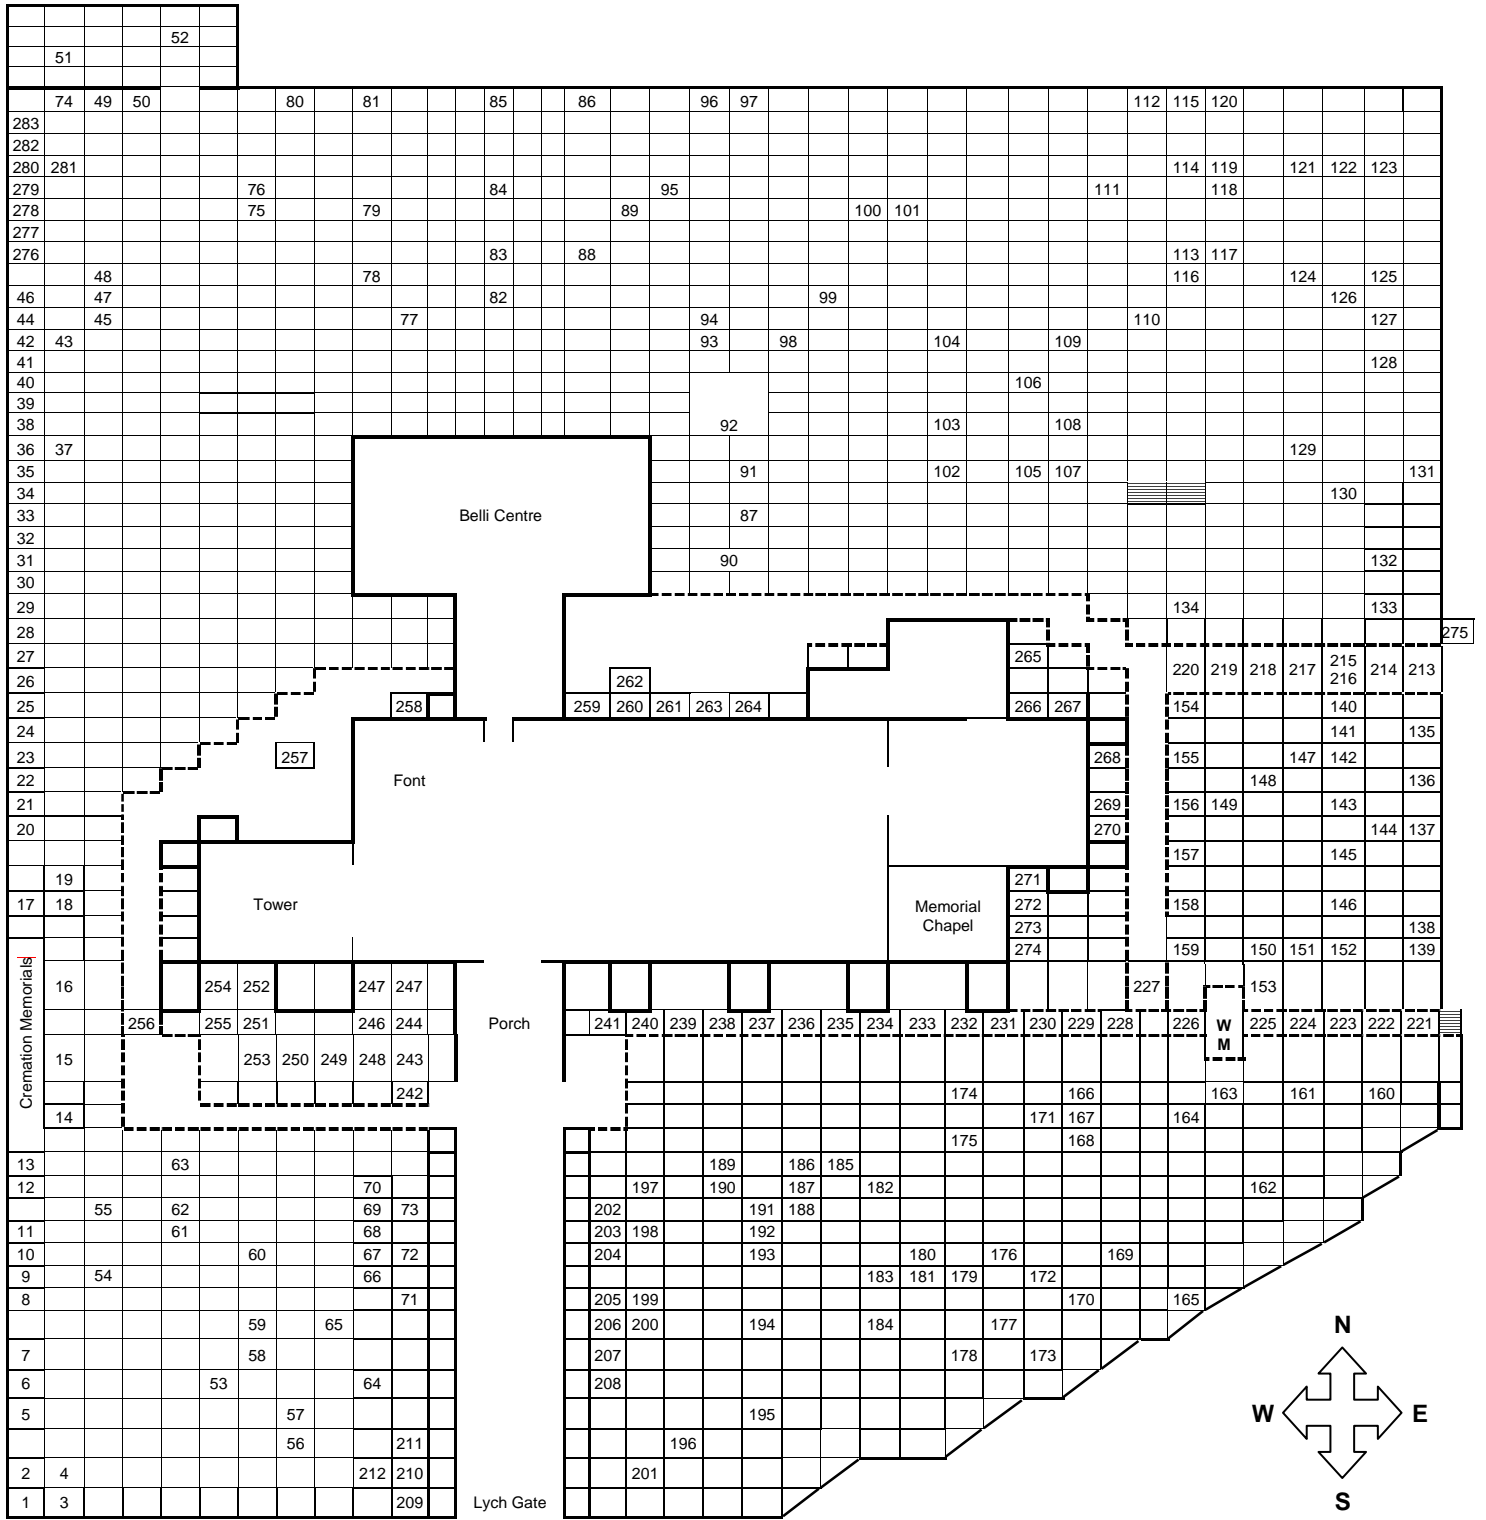 52
51
74 49 50 80 81 85 86 96 97 112 115 120
283
282
280 281 114 119 121 122 123
279 76 84 95 111 118
278 75 79 89 100 101
277
276 83 88 113 117
48 78 116 124 125
46 47 82 99 126
44 45 77 94 110 127
42 43 93 98 104 109
41 128
40 106
39
38 92 103 108
36 37 129
35 91 102 105 107 131
34 130
33 Belli Centre 87
32
31 90 132
30
29 134 133
28 275
27 265 220 219 218 217 215 214 213
216
26 262
25 258 259 260 261 263 264 266 267 154 140
24 141 135
23 257 268 155 147 142
22 Font 148 136
21 269 156 149 143
20 270 144 137
157 145
19 271
17 18 Tower Memorial 272 158 146
Chapel 273 138
274 159 150 151 152 139
Cremation Memorials
16 254 252 247 247 227 153
256 255 251 246 244 Porch 241 240 239 238 237 236 235 234 233 232 231 230 229 228 226 W 225 224 223 222 221
M
15 253 250 249 248 243
242 174 166 163 161 160
14 171 167 164
175 168
13 63 189 186 185
12 70 197 190 187 182 162
55 62 69 73 202 191 188
11 61 68 203 198 192
10 60 67 72 204 193 180 176 169
9 54 66 183 181 179 172
8 71 205 199 170 165
59 65 206 200 194 184 177
N
7 58 207 178 173
6 53 64 208
5 57 195
W E
56 211 196
2 4 212 210 201
1 3 209 Lych Gate
S